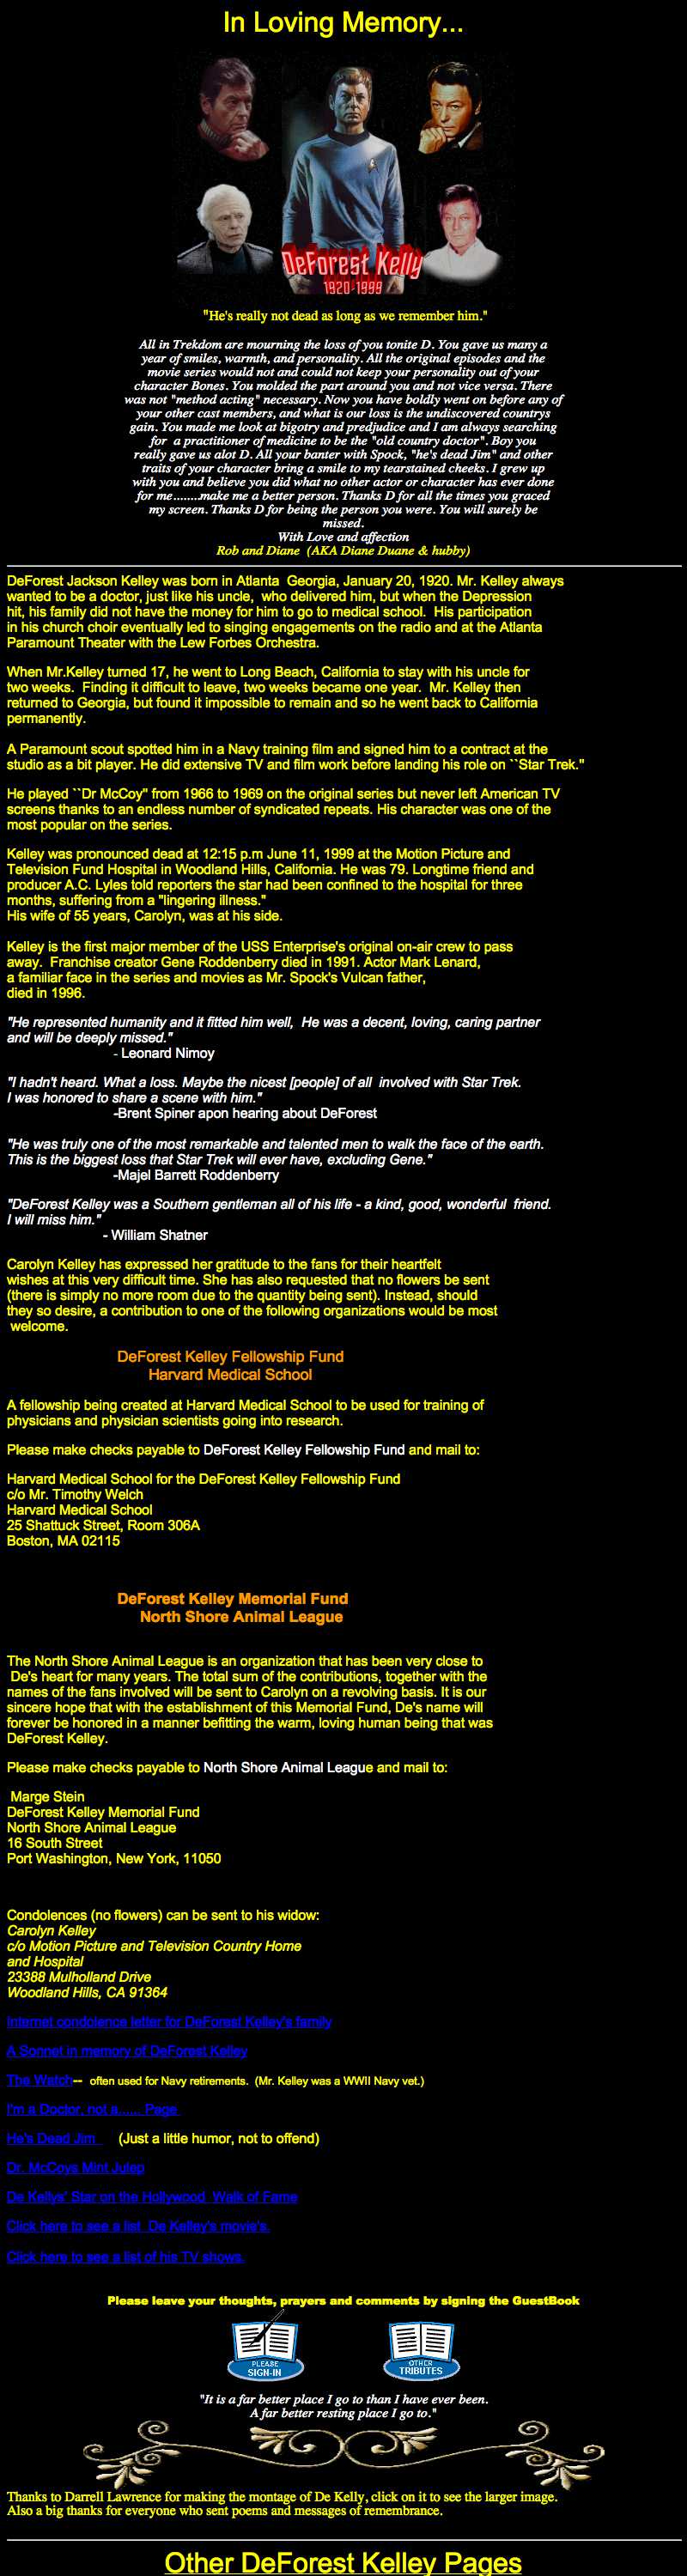 In Loving Memory...
DeForest Kelly
1920-1999
"He's really not dead as long as we remember him."
All in Trekdom are mourning the loss of you tonite D. You gave us many a
year of smiles, warmth, and personality. All the original episodes and the
movie series would not and could not keep your personality out of your
character Bones. You molded the part around you and not vice versa. There
was not "method acting" necessary. Now you have boldly went on before any of
your other cast members, and what is our loss is the undiscovered countrys
gain. You made me look at bigotry and predjudice and I am always searching
for  a practitioner of medicine to be the "old country doctor". Boy you
really gave us alot D. All your banter with Spock, "he's dead Jim" and other
traits of your character bring a smile to my tearstained cheeks. I grew up
with you and believe you did what no other actor or character has ever done
for me........make me a better person. Thanks D for all the times you graced
my screen. Thanks D for being the person you were. You will surely be
missed.
With Love and affection
Rob and Diane  (AKA Diane Duane & hubby)
DeForest Jackson Kelley was born in Atlanta  Georgia, January 20, 1920. Mr. Kelley always
wanted to be a doctor, just like his uncle,  who delivered him, but when the Depression
hit, his family did not have the money for him to go to medical school.  His participation
in his church choir eventually led to singing engagements on the radio and at the Atlanta
Paramount Theater with the Lew Forbes Orchestra.
When Mr.Kelley turned 17, he went to Long Beach, California to stay with his uncle for
two weeks.  Finding it difficult to leave, two weeks became one year.  Mr. Kelley then
returned to Georgia, but found it impossible to remain and so he went back to California
permanently.
A Paramount scout spotted him in a Navy training film and signed him to a contract at the
studio as a bit player. He did extensive TV and film work before landing his role on ``Star Trek.''
He played ``Dr McCoy'' from 1966 to 1969 on the original series but never left American TV
screens thanks to an endless number of syndicated repeats. His character was one of the
most popular on the series.
Kelley was pronounced dead at 12:15 p.m June 11, 1999 at the Motion Picture and
Television Fund Hospital in Woodland Hills, California. He was 79. Longtime friend and
producer A.C. Lyles told reporters the star had been confined to the hospital for three
months, suffering from a "lingering illness."
His wife of 55 years, Carolyn, was at his side.
Kelley is the first major member of the USS Enterprise's original on-air crew to pass
away.  Franchise creator Gene Roddenberry died in 1991. Actor Mark Lenard,
a familiar face in the series and movies as Mr. Spock's Vulcan father,
died in 1996.
"He represented humanity and it fitted him well,  He was a decent, loving, caring partner
and will be deeply missed."
- Leonard Nimoy
"I hadn't heard. What a loss. Maybe the nicest [people] of all  involved with Star Trek.
I was honored to share a scene with him."
-Brent Spiner apon hearing about DeForest
"He was truly one of the most remarkable and talented men to walk the face of the earth.
This is the biggest loss that Star Trek will ever have, excluding Gene."
-Majel Barrett Roddenberry
"DeForest Kelley was a Southern gentleman all of his life - a kind, good, wonderful  friend.
I will miss him."
- William Shatner
Carolyn Kelley has expressed her gratitude to the fans for their heartfelt
wishes at this very difficult time. She has also requested that no flowers be sent
(there is simply no more room due to the quantity being sent). Instead, should
they so desire, a contribution to one of the following organizations would be most
welcome.
DeForest Kelley Fellowship Fund
Harvard Medical School
A fellowship being created at Harvard Medical School to be used for training of
physicians and physician scientists going into research.
Please make checks payable to DeForest Kelley Fellowship Fund and mail to:
Harvard Medical School for the DeForest Kelley Fellowship Fund
c/o Mr. Timothy Welch
Harvard Medical School
25 Shattuck Street, Room 306A
Boston, MA 02115
DeForest Kelley Memorial Fund
North Shore Animal League
The North Shore Animal League is an organization that has been very close to
De's heart for many years. The total sum of the contributions, together with the
names of the fans involved will be sent to Carolyn on a revolving basis. It is our
sincere hope that with the establishment of this Memorial Fund, De's name will
forever be honored in a manner befitting the warm, loving human being that was
DeForest Kelley.
Please make checks payable to North Shore Animal League and mail to:
Marge Stein
DeForest Kelley Memorial Fund
North Shore Animal League
16 South Street
Port Washington, New York, 11050
Condolences (no flowers) can be sent to his widow:
Carolyn Kelley
c/o Motion Picture and Television Country Home
and Hospital
23388 Mulholland Drive
Woodland Hills, CA 91364
Internet condolence letter for DeForest Kelley's family
A Sonnet in memory of DeForest Kelley
The Watch--  often used for Navy retirements.  (Mr. Kelley was a WWII Navy vet.)
I'm a Doctor, not a...... Page
He's Dead Jim     (Just a little humor, not to offend)
Dr. McCoys Mint Julep
De Kellys' Star on the Hollywood  Walk of Fame
Click here to see a list  De Kelley's movie's.
Click here to see a list of his TV shows.
Please leave your thoughts, prayers and comments by signing the GuestBook
PLEASE
SIGN-IN
OTHER
TRIBUTES
"It is a far better place I go to than I have ever been.
A far better resting place I go to."
Thanks to Darrell Lawrence for making the montage of De Kelly, click on it to see the larger image.
Also a big thanks for everyone who sent poems and messages of remembrance.
Other DeForest Kelley Pages